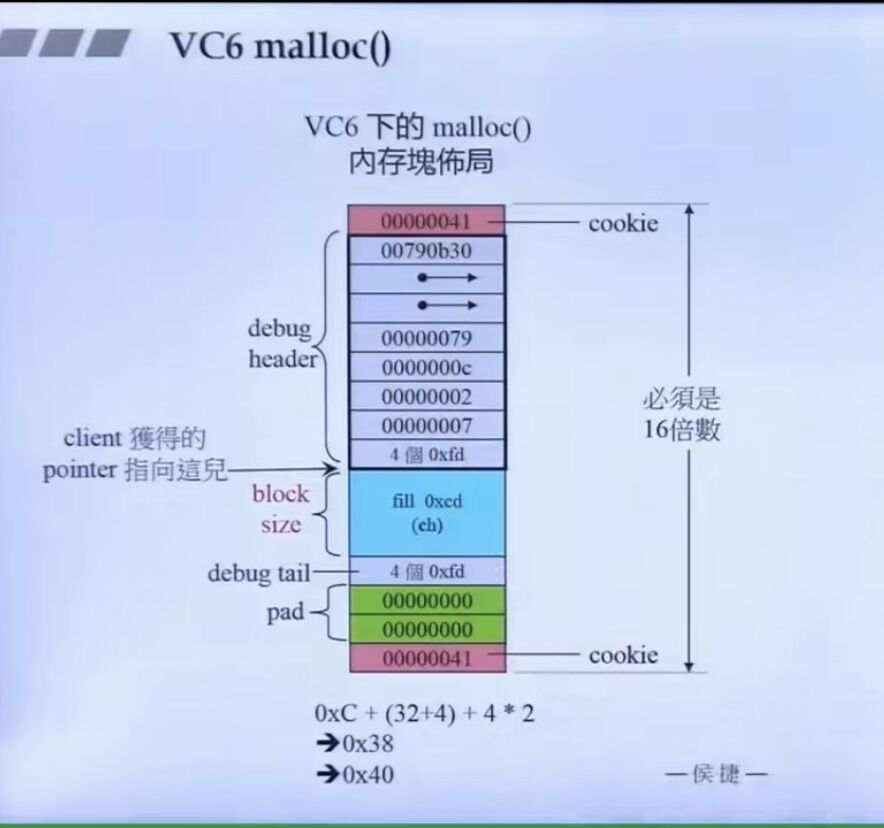 VC6 malloc()
VC6 下的 malloc()
內存塊佈局
00000041
cookie
00790b30
debug
header
00000079
0000000c
00000002
00000007
4 個 0xfd
client 獲得的
pointer 指向這兒
block
size
fill 0xcd
(ch)
debug tail
4 個 0xfd
pad
00000000
00000000
00000041
cookie
必須是
16倍數
0xC + (32+4) + 4 * 2
➔0x38
➔0x40
—侯捷—